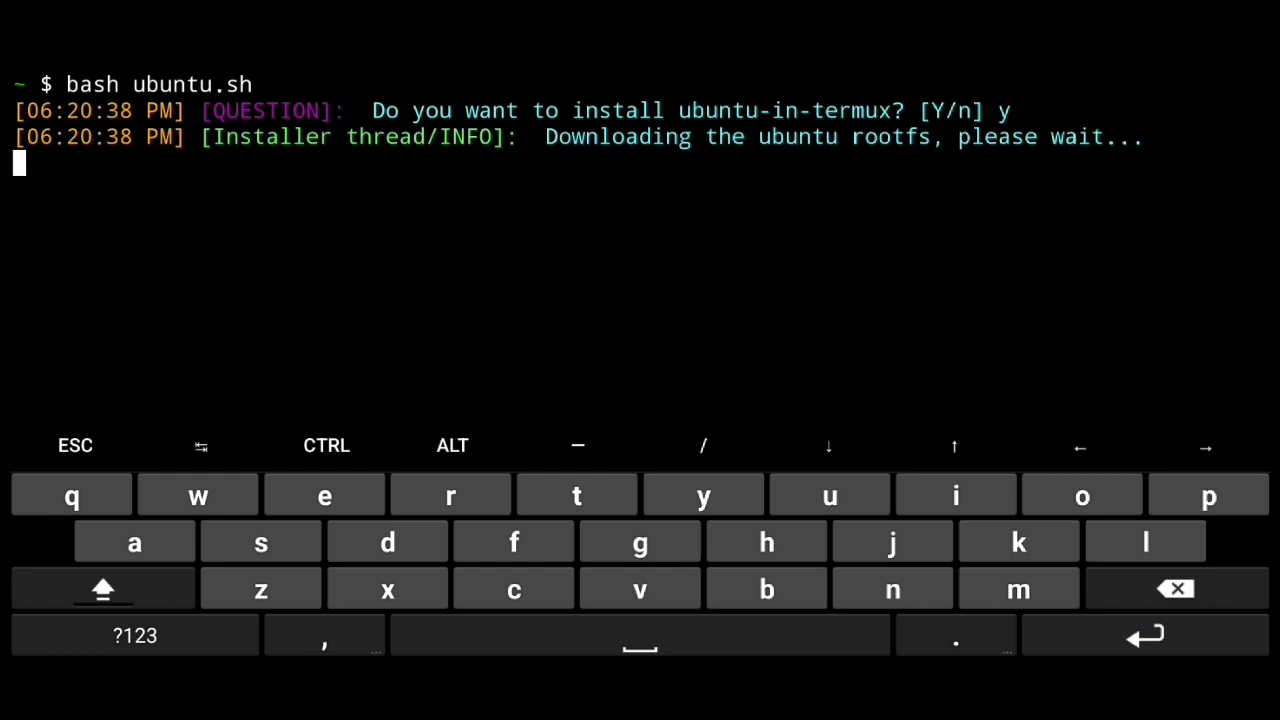 ~ $ bash ubuntu.sh
[06:20:38 PM] [QUESTION]: Do you want to install ubuntu-in-termux? [Y/n] y
[06:20:38 PM] [Installer thread/INFO]: Downloading the ubuntu rootfs, please wait...
ESC ↹ CTRL ALT — / ↓ ↑ ← →
q w e r t y u i o p
a s d f g h j k l
z x c v b n m
?123 , .